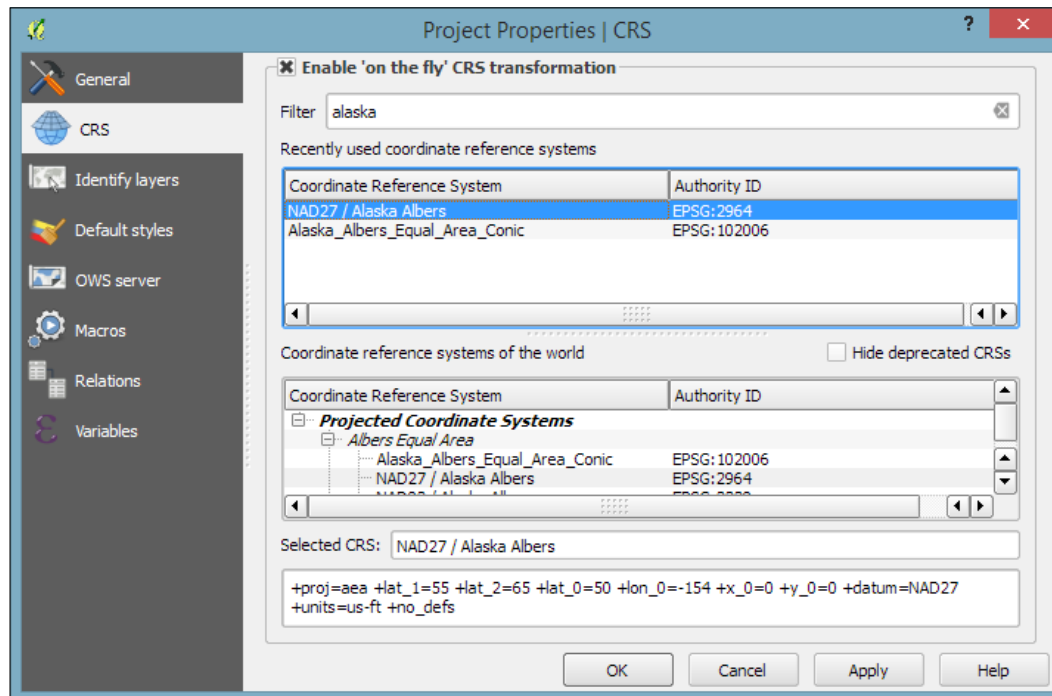 Project Properties | CRS
?
General
CRS
Identify layers
Default styles
OWS server
Macros
Relations
Variables
Enable 'on the fly' CRS transformation
Filter alaska
Recently used coordinate reference systems
Coordinate Reference System Authority ID
NAD27 / Alaska Albers EPSG:2964
Alaska_Albers_Equal_Area_Conic EPSG:102006
Coordinate reference systems of the world Hide deprecated CRSs
Coordinate Reference System Authority ID
Projected Coordinate Systems
Albers Equal Area
Alaska_Albers_Equal_Area_Conic EPSG:102006
NAD27 / Alaska Albers EPSG:2964
Selected CRS: NAD27 / Alaska Albers
+proj=aea +lat_1=55 +lat_2=65 +lat_0=50 +lon_0=-154 +x_0=0 +y_0=0 +datum=NAD27
+units=us-ft +no_defs
OK Cancel Apply Help